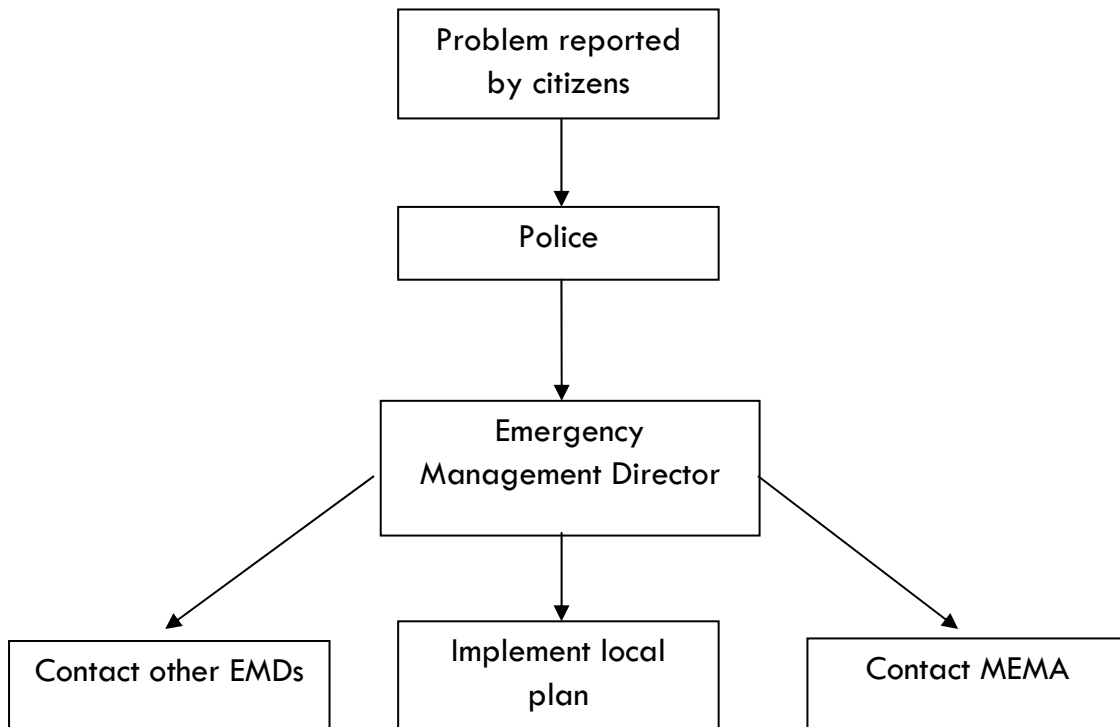 Problem reported
by citizens
Police
Emergency
Management Director
Contact other EMDs
Implement local
plan
Contact MEMA